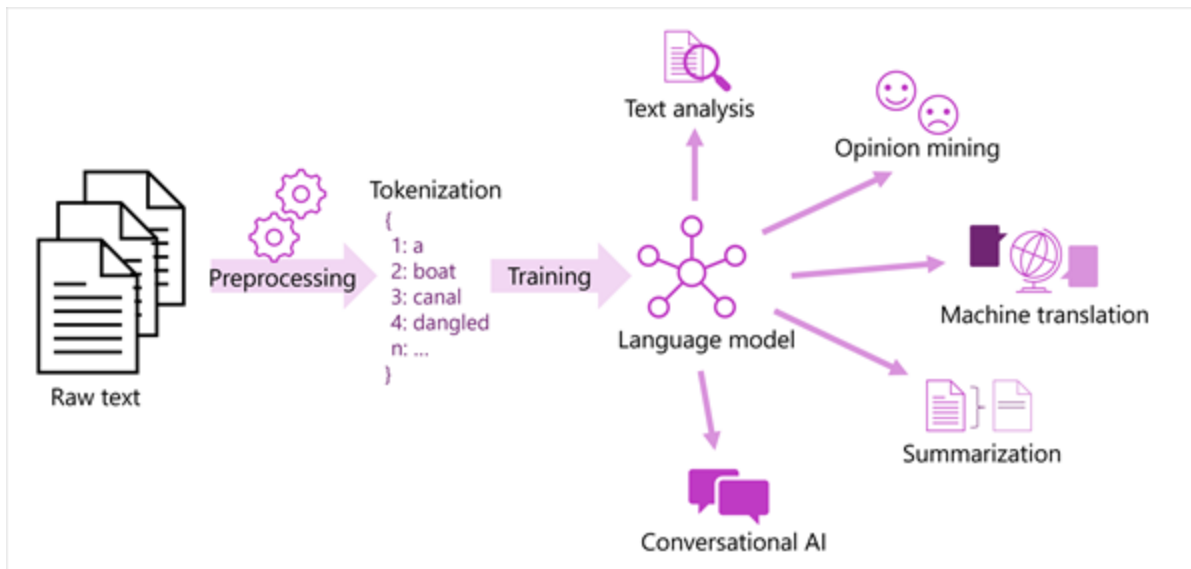 Raw text
Preprocessing
Tokenization
{
1: a
2: boat
3: canal
4: dangled
n: ...
}
Training
Language model
Text analysis
Opinion mining
Machine translation
Summarization
Conversational AI